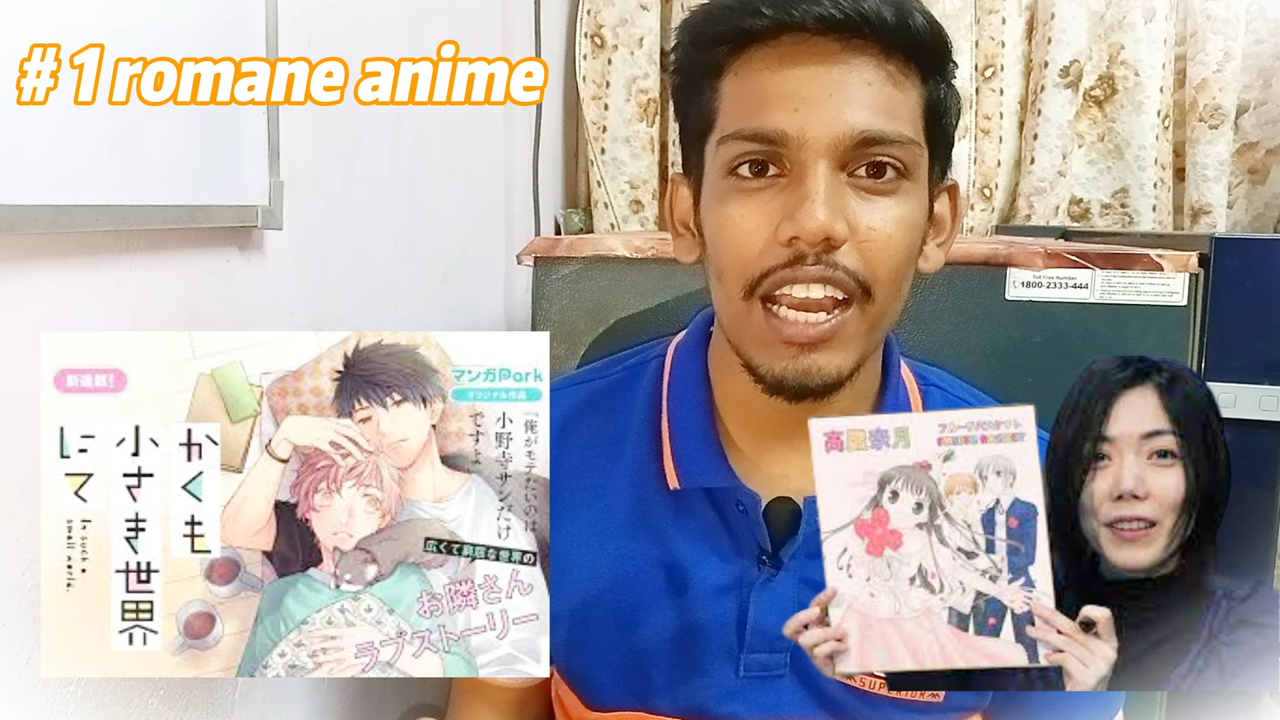 # 1 romane anime
Toll Free Number
1800-2333-444
新連載!
マンガPark
オリジナル作品
かくも
小さき世界
にて
In such a
small world.
『俺がモテたいのは
小野寺サンだけ
ですよ』
広くて窮屈な世界の
お隣さん
ラブストーリー
高屋奈月
フルーツバスケット
FRUITS BASKET
SUPERIOR